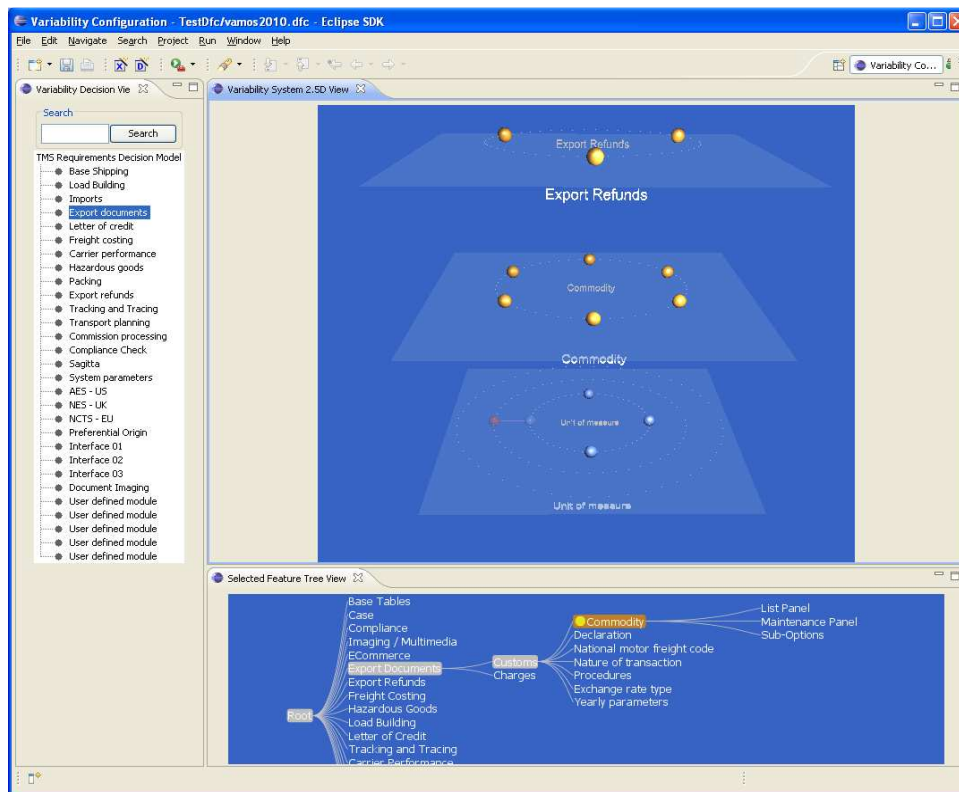 Variability Configuration - TestDfc/vamos2010.dfc - Eclipse SDK
File Edit Navigate Search Project Run Window Help
Variability Co...
Variability Decision Vie
Search
Search
TMS Requirements Decision Model
Base Shipping
Load Building
Imports
Export documents
Letter of credit
Freight costing
Carrier performance
Hazardous goods
Packing
Export refunds
Tracking and Tracing
Transport planning
Commission processing
Compliance Check
Sagitta
System parameters
AES - US
NES - UK
NCTS - EU
Preferential Origin
Interface 01
Interface 02
Interface 03
Document Imaging
User defined module
User defined module
User defined module
User defined module
User defined module
Variability System 2.5D View
Export Refunds
Export Refunds
Commodity
Commodity
Unit of measure
Unit of measure
Selected Feature Tree View
Root
Base Tables
Case
Compliance
Imaging / Multimedia
ECommerce
Export Documents
Export Refunds
Freight Costing
Hazardous Goods
Load Building
Letter of Credit
Tracking and Tracing
Carrier Performance
Customs
Charges
Commodity
Declaration
National motor freight code
Nature of transaction
Procedures
Exchange rate type
Yearly parameters
List Panel
Maintenance Panel
Sub-Options